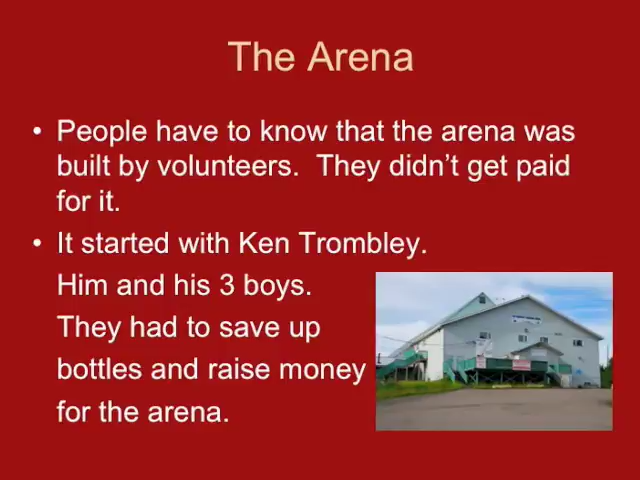 The Arena
• People have to know that the arena was
built by volunteers.  They didn't get paid
for it.
• It started with Ken Trombley.
Him and his 3 boys.
They had to save up
bottles and raise money
for the arena.